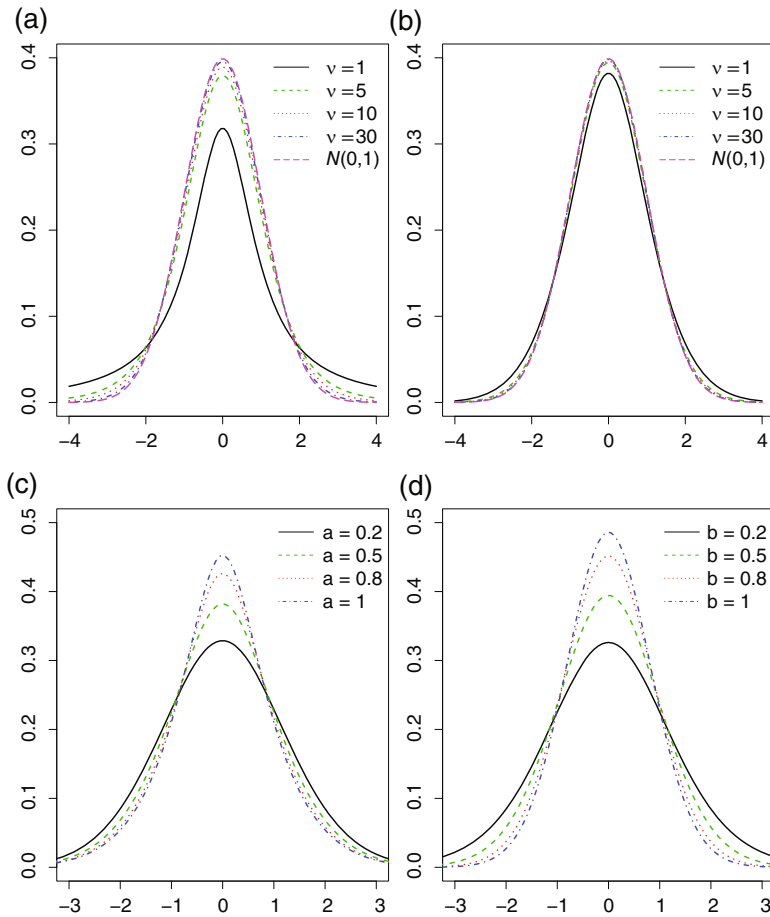 (a)
0.4
0.3
0.2
0.1
0.0
ν = 1
ν = 5
ν = 10
ν = 30
N(0,1)
−4 −2 0 2 4
(b)
0.4
0.3
0.2
0.1
0.0
ν = 1
ν = 5
ν = 10
ν = 30
N(0,1)
−4 −2 0 2 4
(c)
0.5
0.4
0.3
0.2
0.1
0.0
a = 0.2
a = 0.5
a = 0.8
a = 1
−3 −2 −1 0 1 2 3
(d)
0.5
0.4
0.3
0.2
0.1
0.0
b = 0.2
b = 0.5
b = 0.8
b = 1
−3 −2 −1 0 1 2 3